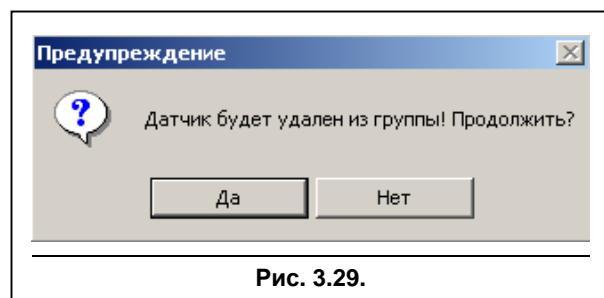 Предупреждение
Датчик будет удален из группы! Продолжить?
Да
Нет
Рис. 3.29.